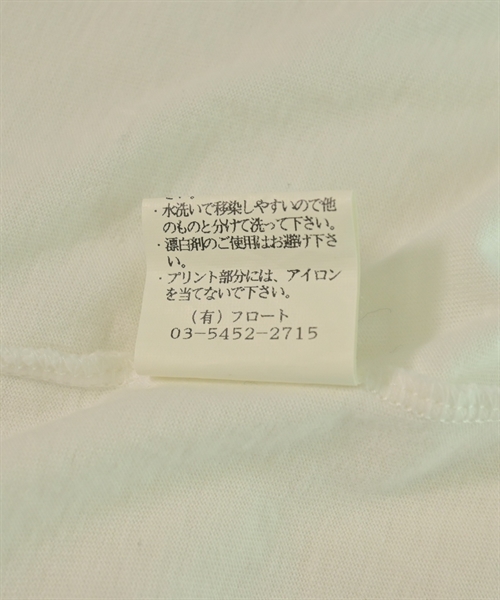 ・水洗いで移染しやすいので他
のものと分けて洗って下さい。
・漂白剤のご使用はお避け下さ
い。
・プリント部分には、アイロン
を当てないで下さい。
(有)フロート
03-5452-2715